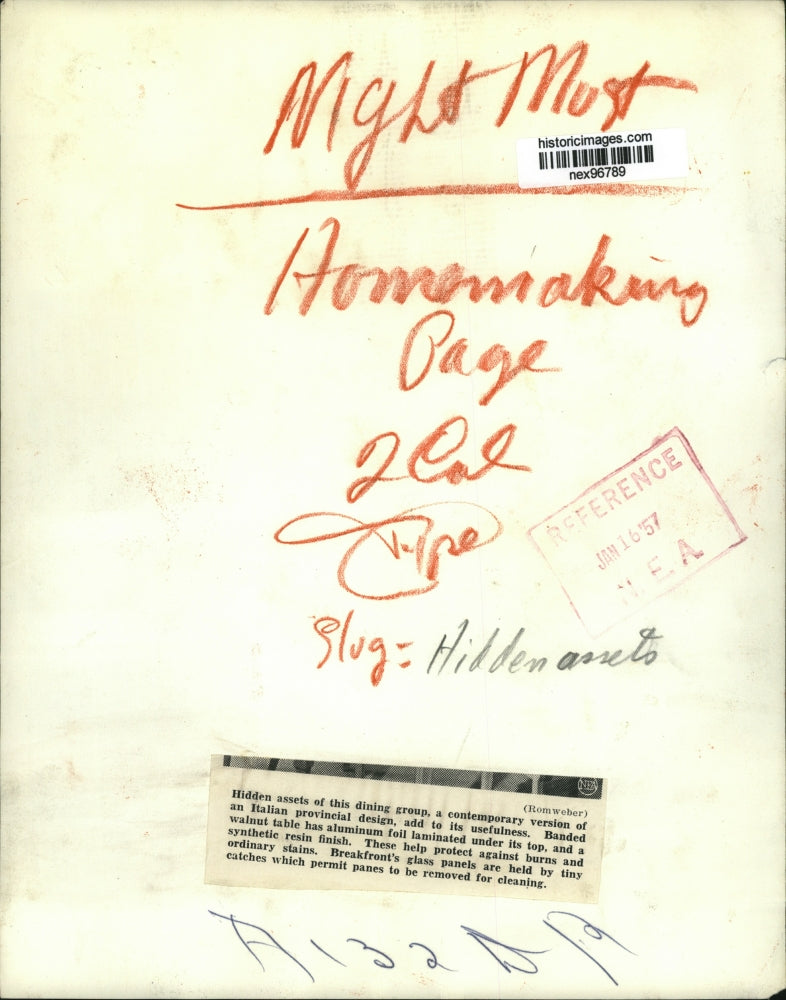 Night Must
historicimages.com
nex96789
Homemaking
Page
2 Col
Type
REFERENCE
JAN 16 '57
N.E.A
Slug = Hidden assets
NEA
(Romweber)
Hidden assets of this dining group, a contemporary version of
an Italian provincial design, add to its usefulness. Banded
walnut table has aluminum foil laminated under its top, and a
synthetic resin finish. These help protect against burns and
ordinary stains. Breakfront's glass panels are held by tiny
catches which permit panes to be removed for cleaning.